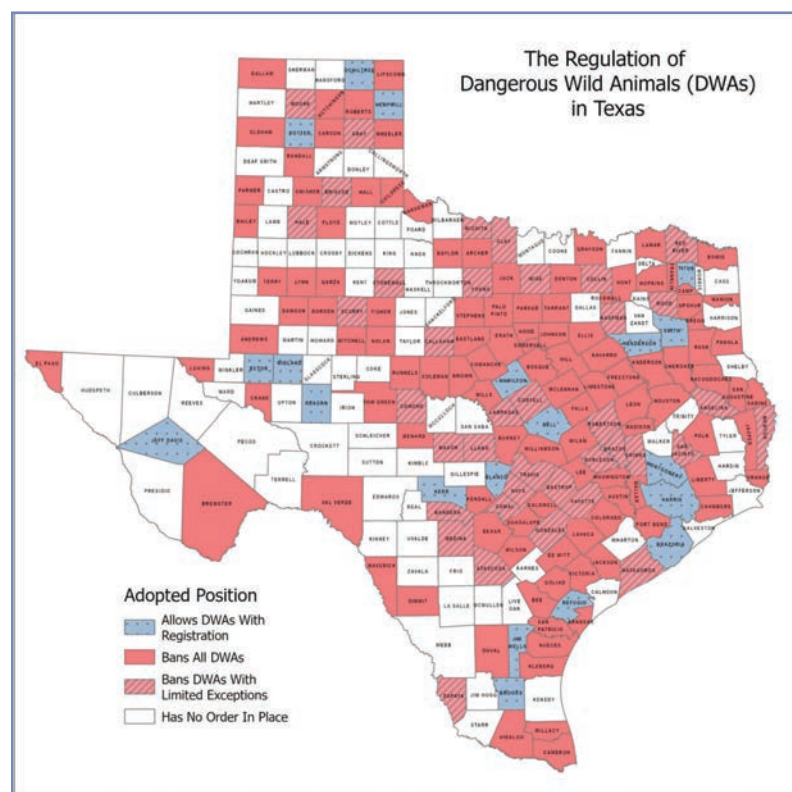 The Regulation of
Dangerous Wild Animals (DWAs)
in Texas
DALLAM
SHERMAN
HANSFORD
OCHILTREE
LIPSCOMB
HARTLEY
MOORE
HUTCHINSON
ROBERTS
HEMPHILL
OLDHAM
POTTER
CARSON
GRAY
WHEELER
DEAF SMITH
RANDALL
ARMSTRONG
DONLEY
COLLINGSWORTH
PARMER
CASTRO
SWISHER
BRISCOE
HALL
CHILDRESS
HARDEMAN
BAILEY
LAMB
HALE
FLOYD
MOTLEY
COTTLE
FOARD
WILBARGER
WICHITA
CLAY
MONTAGUE
COOKE
GRAYSON
FANNIN
LAMAR
RED RIVER
BOWIE
COCHRAN
HOCKLEY
LUBBOCK
CROSBY
DICKENS
KING
KNOX
BAYLOR
ARCHER
JACK
WISE
DENTON
COLLIN
HUNT
DELTA
HOPKINS
TITUS
CAMP
CASS
YOAKUM
TERRY
LYNN
GARZA
KENT
STONEWALL
HASKELL
THROCKMORTON
YOUNG
PALO PINTO
PARKER
TARRANT
DALLAS
ROCKWALL
KAUFMAN
RAINS
VAN ZANDT
WOOD
UPSHUR
MARION
HARRISON
GAINES
DAWSON
BORDEN
SCURRY
FISHER
JONES
SHACKELFORD
STEPHENS
EASTLAND
ERATH
HOOD
JOHNSON
ELLIS
HENDERSON
SMITH
GREGG
RUSK
PANOLA
ANDREWS
MARTIN
HOWARD
MITCHELL
NOLAN
TAYLOR
CALLAHAN
COMANCHE
BOSQUE
HILL
NAVARRO
ANDERSON
CHEROKEE
SHELBY
EL PASO
HUDSPETH
CULBERSON
REEVES
LOVING
WINKLER
ECTOR
MIDLAND
GLASSCOCK
STERLING
COKE
RUNNELS
COLEMAN
BROWN
MILLS
HAMILTON
MCLENNAN
LIMESTONE
FREESTONE
LEON
HOUSTON
NACOGDOCHES
SAN AUGUSTINE
SABINE
WARD
CRANE
UPTON
REAGAN
IRION
TOM GREEN
CONCHO
MCCULLOCH
SAN SABA
LAMPASAS
CORYELL
BELL
FALLS
ROBERTSON
MADISON
TRINITY
ANGELINA
NEWTON
JASPER
JEFF DAVIS
PECOS
CROCKETT
SCHLEICHER
MENARD
MASON
LLANO
BURNET
WILLIAMSON
MILAM
BRAZOS
GRIMES
WALKER
POLK
TYLER
HARDIN
ORANGE
PRESIDIO
BREWSTER
TERRELL
SUTTON
KIMBLE
GILLESPIE
BLANCO
TRAVIS
LEE
BURLESON
WASHINGTON
MONTGOMERY
LIBERTY
JEFFERSON
VAL VERDE
EDWARDS
REAL
KERR
KENDALL
HAYS
BASTROP
FAYETTE
AUSTIN
HARRIS
CHAMBERS
KINNEY
UVALDE
BANDERA
MEDINA
BEXAR
COMAL
GUADALUPE
CALDWELL
GONZALES
LAVACA
COLORADO
FORT BEND
GALVESTON
BRAZORIA
WHARTON
MAVERICK
ZAVALA
FRIO
ATASCOSA
WILSON
KARNES
DE WITT
JACKSON
MATAGORDA
VICTORIA
GOLIAD
CALHOUN
DIMMIT
LA SALLE
MCMULLEN
LIVE OAK
BEE
REFUGIO
SAN PATRICIO
ARANSAS
WEBB
DUVAL
JIM WELLS
NUECES
KLEBERG
ZAPATA
JIM HOGG
BROOKS
KENEDY
STARR
HIDALGO
WILLACY
CAMERON
Adopted Position
Allows DWAs With
Registration
Bans All DWAs
Bans DWAs With
Limited Exceptions
Has No Order In Place